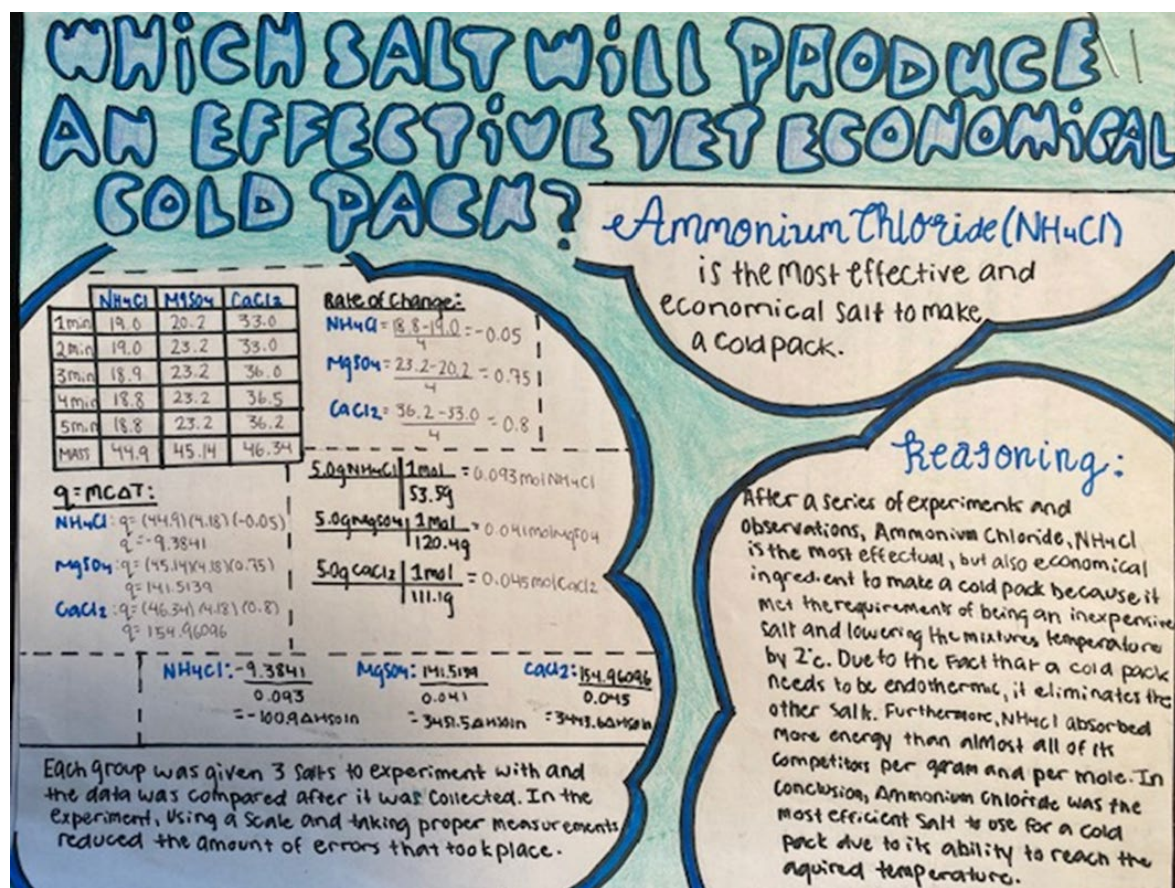 WHICH SALT WILL PRODUCE
AN EFFECTIVE YET ECONOMICAL
COLD PACK?
Ammonium Chloride (NH4Cl)
is the most effective and
economical salt to make
a cold pack.
NH4Cl MgSO4 CaCl2
1min 19.0 20.2 33.0
2min 19.0 23.2 33.0
3min 18.9 23.2 36.0
4min 18.8 23.2 36.5
5min 18.8 23.2 36.2
MASS 44.9 45.14 46.34
Rate of Change:
NH4Cl = 18.8-19.0 = -0.05
4
MgSO4 = 23.2-20.2 = 0.75
4
CaCl2 = 36.2-33.0 = 0.8
4
q=mCΔT:
NH4Cl: q= (44.9)(4.18)(-0.05)
q= -9.3841
MgSO4: q= (45.14)(4.18)(0.75)
q= 141.5139
CaCl2: q= (46.34)(4.18)(0.8)
q= 154.96096
5.0g NH4Cl 1mol = 0.093 mol NH4Cl
53.5g
5.0g MgSO4 1mol = 0.041 mol MgSO4
120.4g
5.0g CaCl2 1mol = 0.045 mol CaCl2
111.1g
NH4Cl: -9.3841 MgSO4: 141.5139 CaCl2: 154.96096
0.093 0.041 0.045
= -100.9 ΔHsoln = 3451.5 ΔHsoln = 3443.6 ΔHsoln
Each group was given 3 salts to experiment with and
the data was compared after it was collected. In the
experiment, using a scale and taking proper measurements
reduced the amount of errors that took place.
Reasoning:
After a series of experiments and
observations, Ammonium Chloride, NH4Cl
is the most effectual, but also economical
ingredient to make a cold pack because it
met the requirements of being an inexpensive
salt and lowering the mixtures temperature
by 2°c. Due to the fact that a cold pack
needs to be endothermic, it eliminates the
other salts. Furthermore, NH4Cl absorbed
more energy than almost all of its
competitors per gram and per mole. In
conclusion, Ammonium Chloride was the
most efficient salt to use for a cold
pack due to its ability to reach the
aquired temperature.